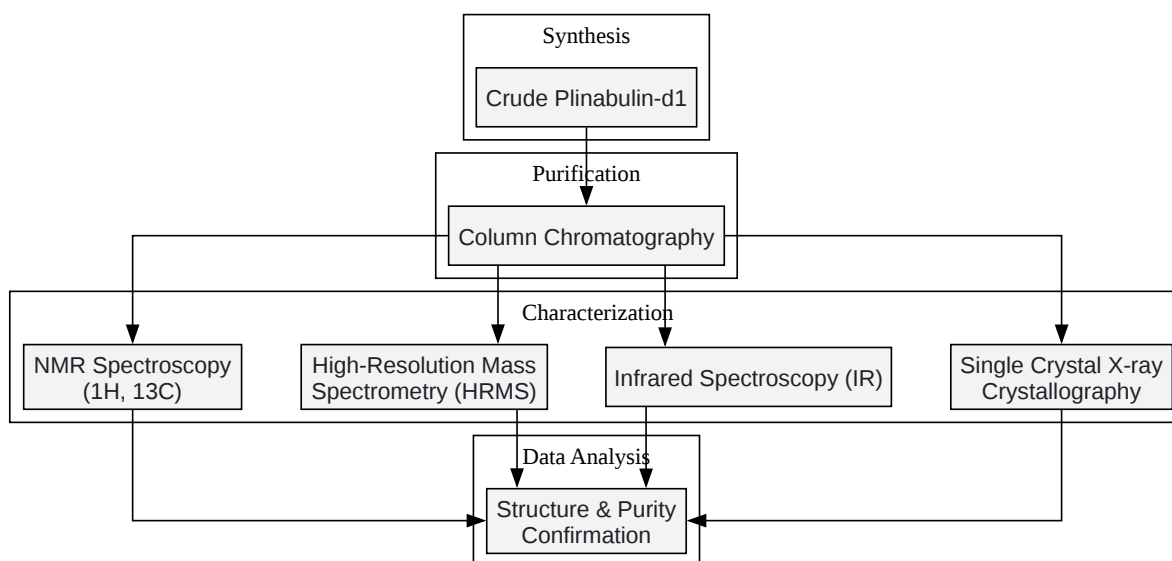 Synthesis
Crude Plinabulin-d1
Purification
Column Chromatography
Characterization
NMR Spectroscopy
(1H, 13C)
High-Resolution Mass
Spectrometry (HRMS)
Infrared Spectroscopy (IR)
Single Crystal X-ray
Crystallography
Data Analysis
Structure & Purity
Confirmation